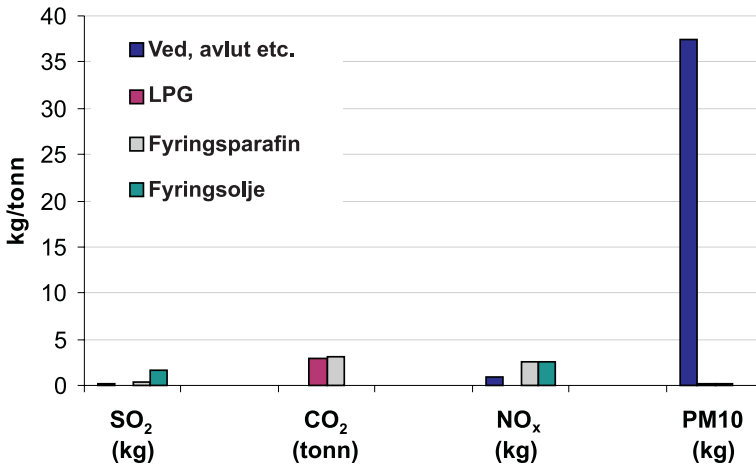 40
35
30
25
20
15
10
5
0
kg/tonn
Ved, avlut etc.
LPG
Fyringsparafin
Fyringsolje
SO₂
(kg)
CO₂
(tonn)
NOₓ
(kg)
PM10
(kg)